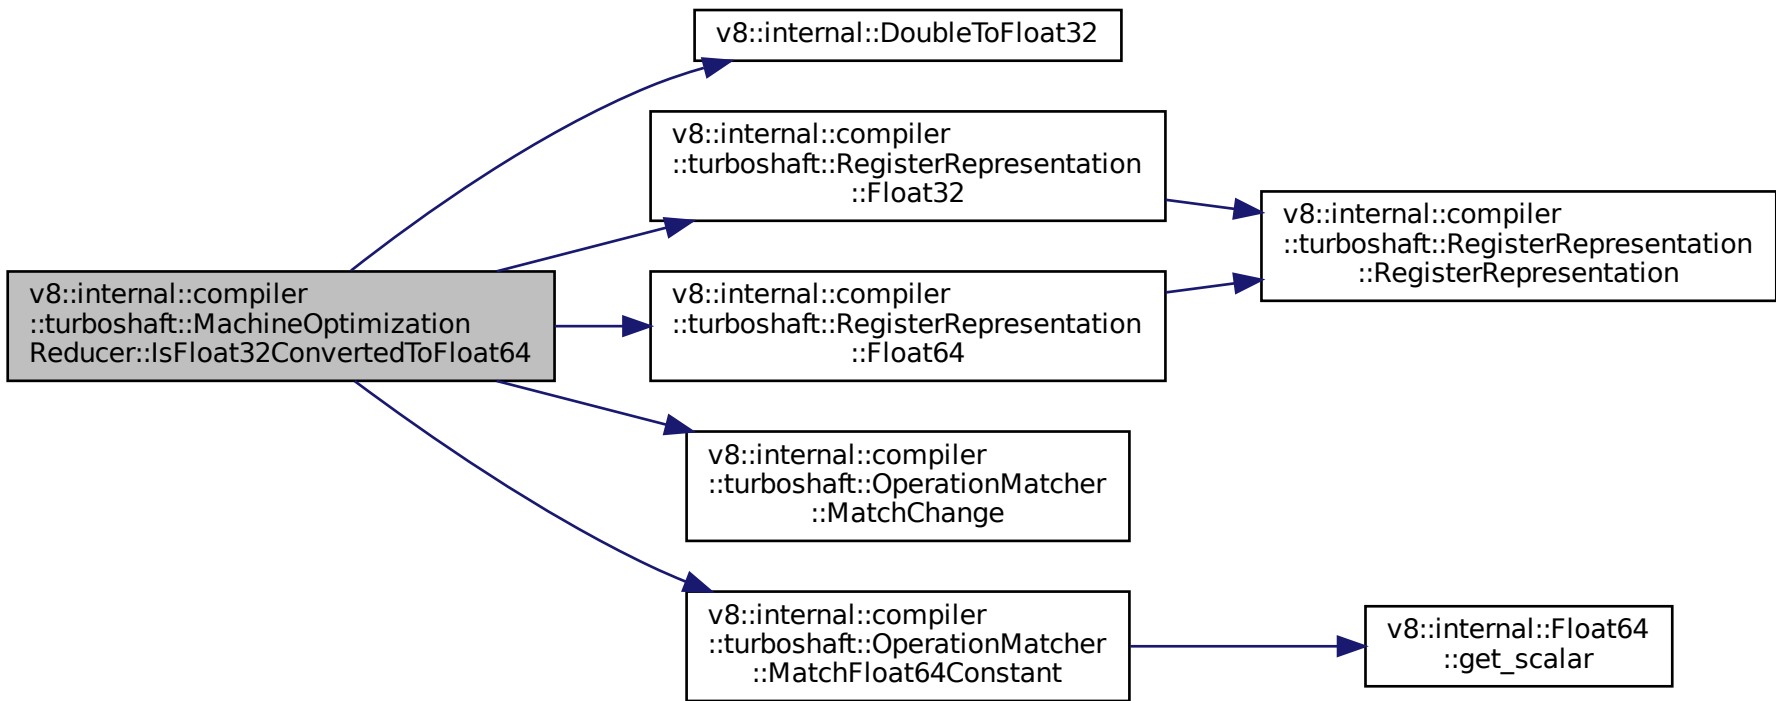 v8::internal::DoubleToFloat32
v8::internal::compiler
::turboshaft::RegisterRepresentation
::Float32
v8::internal::compiler
::turboshaft::RegisterRepresentation
::RegisterRepresentation
v8::internal::compiler
::turboshaft::MachineOptimization
Reducer::IsFloat32ConvertedToFloat64
v8::internal::compiler
::turboshaft::RegisterRepresentation
::Float64
v8::internal::compiler
::turboshaft::OperationMatcher
::MatchChange
v8::internal::compiler
::turboshaft::OperationMatcher
::MatchFloat64Constant
v8::internal::Float64
::get_scalar